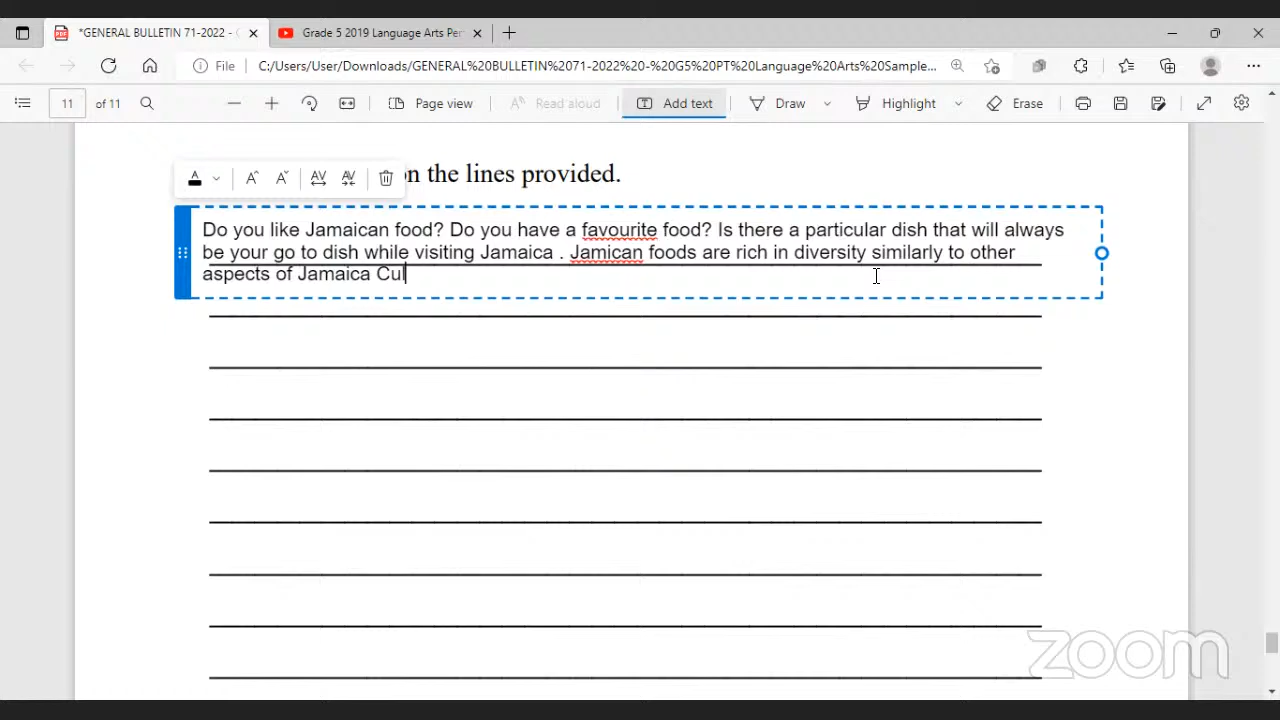 *GENERAL BULLETIN 71-2022 -
Grade 5 2019 Language Arts Per
File
C:/Users/User/Downloads/GENERAL%20BULLETIN%2071-2022%20-%20G5%20PT%20Language%20Arts%20Sample...
11 of 11
Page view
Read aloud
Add text
Draw
Highlight
Erase
on the lines provided.
Do you like Jamaican food? Do you have a favourite food? Is there a particular dish that will always
be your go to dish while visiting Jamaica . Jamican foods are rich in diversity similarly to other
aspects of Jamaica Cul
zoom